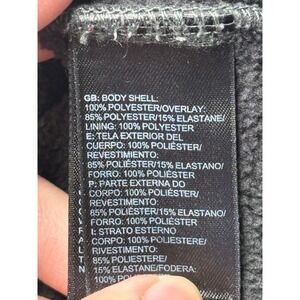 GB: BODY SHELL:
100% POLYESTER/OVERLAY:
85% POLYESTER/15% ELASTANE/
LINING: 100% POLYESTER
E: TELA EXTERIOR DEL
CUERPO: 100% POLIÉSTER/
REVESTIMIENTO:
85% POLIÉSTER/15% ELASTANO/
FORRO: 100% POLIÉSTER
P: PARTE EXTERNA DO
CORPO: 100% POLIÉSTER/
REVESTIMENTO:
85% POLIÉSTER/15% ELASTANO/
FORRO: 100% POLIÉSTER
I: STRATO ESTERNO
CORPO: 100% POLIESTERE/
RIVESTIMENTO:
85% POLIESTERE/
15% ELASTANE/FODERA:
100%